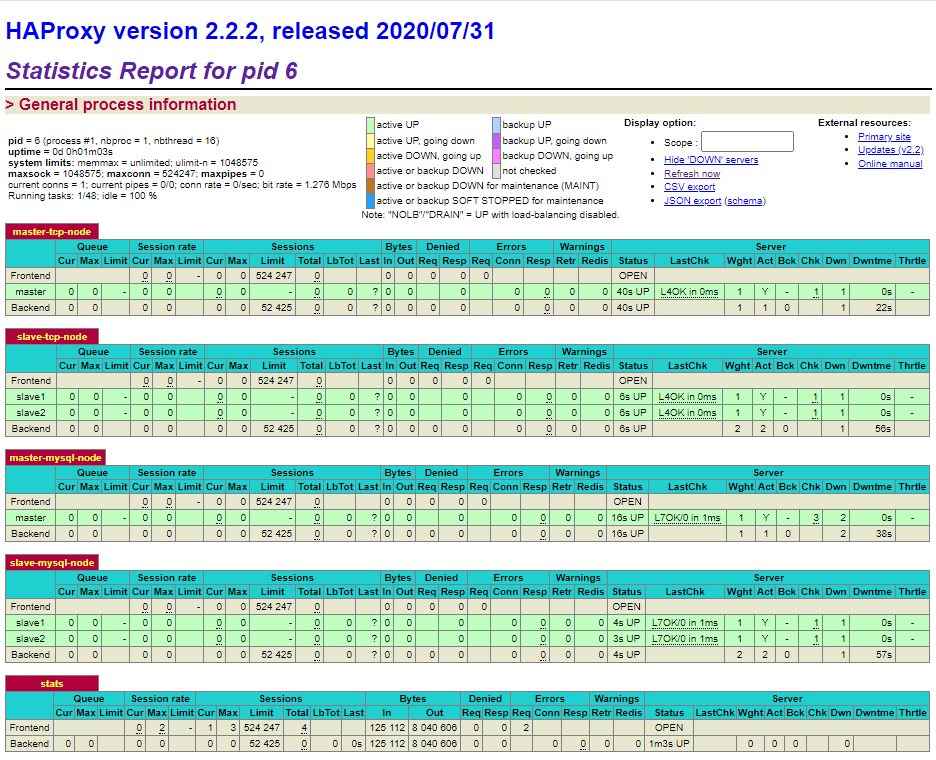 HAProxy version 2.2.2, released 2020/07/31
Statistics Report for pid 6
> General process information
pid = 6 (process #1, nbproc = 1, nbthread = 16)
uptime = 0d 0h01m03s
system limits: memmax = unlimited; ulimit-n = 1048575
maxsock = 1048575; maxconn = 524247; maxpipes = 0
current conns = 1; current pipes = 0/0; conn rate = 0/sec; bit rate = 1.276 Mbps
Running tasks: 1/48; idle = 100 %
active UP backup UP
active UP, going down backup UP, going down
active DOWN, going up backup DOWN, going up
active or backup DOWN not checked
active or backup DOWN for maintenance (MAINT)
active or backup SOFT STOPPED for maintenance
Note: "NOLB"/"DRAIN" = UP with load-balancing disabled.
Display option:
• Scope :
• Hide 'DOWN' servers
• Refresh now
• CSV export
• JSON export (schema)
External resources:
• Primary site
• Updates (v2.2)
• Online manual
master-tcp-node
Queue Session rate Sessions Bytes Denied Errors Warnings Server
Cur Max Limit Cur Max Limit Cur Max Limit Total LbTot Last In Out Req Resp Req Conn Resp Retr Redis Status LastChk Wght Act Bck Chk Dwn Dwntme Thrtle
Frontend 0 0 - 0 0 524 247 0 0 0 0 0 0 OPEN
master 0 0 - 0 0 0 0 - 0 0 ? 0 0 0 0 0 0 0 40s UP L4OK in 0ms 1 Y - 1 1 0s -
Backend 0 0 0 0 0 0 52 425 0 0 ? 0 0 0 0 0 0 0 0 40s UP 1 1 0 1 22s
slave-tcp-node
Queue Session rate Sessions Bytes Denied Errors Warnings Server
Cur Max Limit Cur Max Limit Cur Max Limit Total LbTot Last In Out Req Resp Req Conn Resp Retr Redis Status LastChk Wght Act Bck Chk Dwn Dwntme Thrtle
Frontend 0 0 - 0 0 524 247 0 0 0 0 0 0 OPEN
slave1 0 0 - 0 0 0 0 - 0 0 ? 0 0 0 0 0 0 0 6s UP L4OK in 0ms 1 Y - 1 1 0s -
slave2 0 0 - 0 0 0 0 - 0 0 ? 0 0 0 0 0 0 0 6s UP L4OK in 0ms 1 Y - 1 1 0s -
Backend 0 0 0 0 0 0 52 425 0 0 ? 0 0 0 0 0 0 0 0 6s UP 2 2 0 1 56s
master-mysql-node
Queue Session rate Sessions Bytes Denied Errors Warnings Server
Cur Max Limit Cur Max Limit Cur Max Limit Total LbTot Last In Out Req Resp Req Conn Resp Retr Redis Status LastChk Wght Act Bck Chk Dwn Dwntme Thrtle
Frontend 0 0 - 0 0 524 247 0 0 0 0 0 0 OPEN
master 0 0 - 0 0 0 0 - 0 0 ? 0 0 0 0 0 0 0 16s UP L7OK/0 in 1ms 1 Y - 3 2 0s -
Backend 0 0 0 0 0 0 52 425 0 0 ? 0 0 0 0 0 0 0 0 16s UP 1 1 0 2 38s
slave-mysql-node
Queue Session rate Sessions Bytes Denied Errors Warnings Server
Cur Max Limit Cur Max Limit Cur Max Limit Total LbTot Last In Out Req Resp Req Conn Resp Retr Redis Status LastChk Wght Act Bck Chk Dwn Dwntme Thrtle
Frontend 0 0 - 0 0 524 247 0 0 0 0 0 0 OPEN
slave1 0 0 - 0 0 0 0 - 0 0 ? 0 0 0 0 0 0 0 4s UP L7OK/0 in 1ms 1 Y - 1 1 0s -
slave2 0 0 - 0 0 0 0 - 0 0 ? 0 0 0 0 0 0 0 3s UP L7OK/0 in 1ms 1 Y - 1 1 0s -
Backend 0 0 0 0 0 0 52 425 0 0 ? 0 0 0 0 0 0 0 0 4s UP 2 2 0 1 57s
stats
Queue Session rate Sessions Bytes Denied Errors Warnings Server
Cur Max Limit Cur Max Limit Cur Max Limit Total LbTot Last In Out Req Resp Req Conn Resp Retr Redis Status LastChk Wght Act Bck Chk Dwn Dwntme Thrtle
Frontend 0 2 - 1 3 524 247 4 125 112 8 040 606 0 0 2 OPEN
Backend 0 0 0 0 0 0 52 425 0 0 0s 125 112 8 040 606 0 0 0 0 0 0 1m3s UP 0 0 0 0